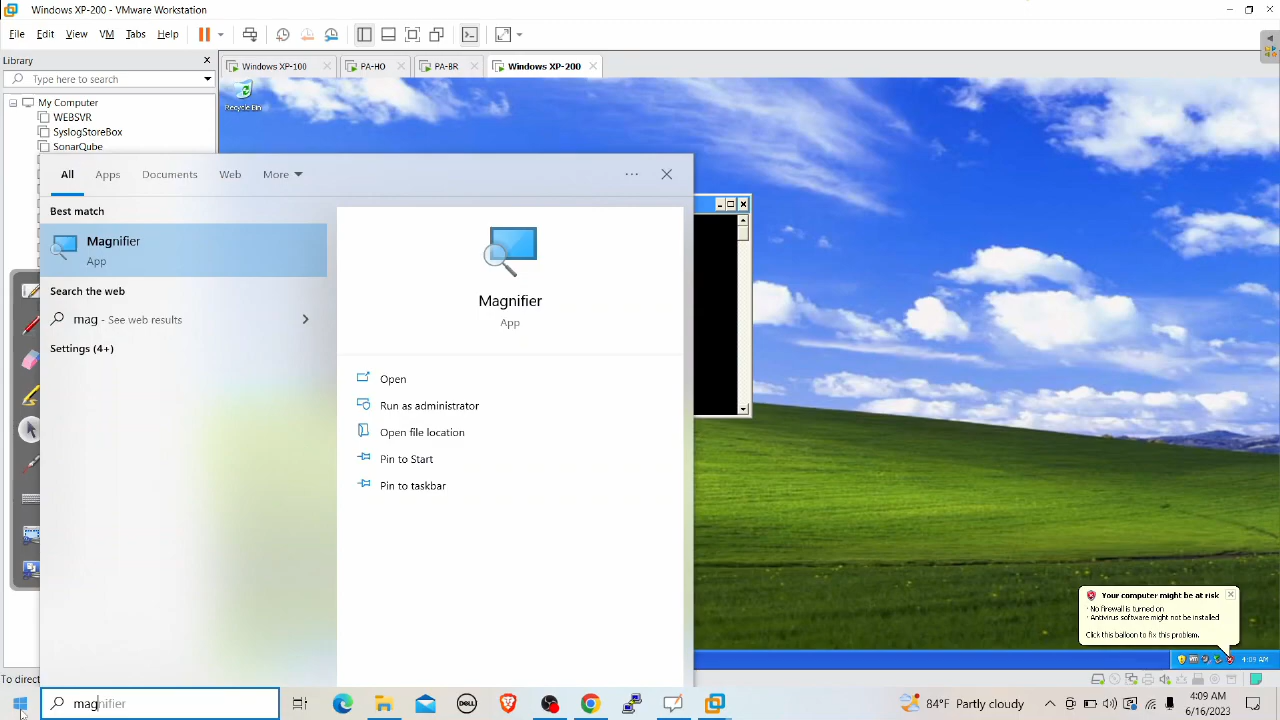 Windows XP-200 - VMware Workstation
File Edit View VM Tabs Help
Library
Windows XP-100 PA-HO PA-BR Windows XP-200
Type here to search
My Computer
WEBSVR
SyslogStoreBox
SonarQube
Recycle Bin
All Apps Documents Web More
Best match
Magnifier
App
Search the web
mag - See web results
Settings (4+)
Magnifier
App
Open
Run as administrator
Open file location
Pin to Start
Pin to taskbar
Your computer might be at risk
No firewall is turned on
Antivirus software might not be installed
Click this balloon to fix this problem.
4:09 AM
To direct
magnifier
DELL
84°F Partly cloudy
4:09 AM
6/16/2023